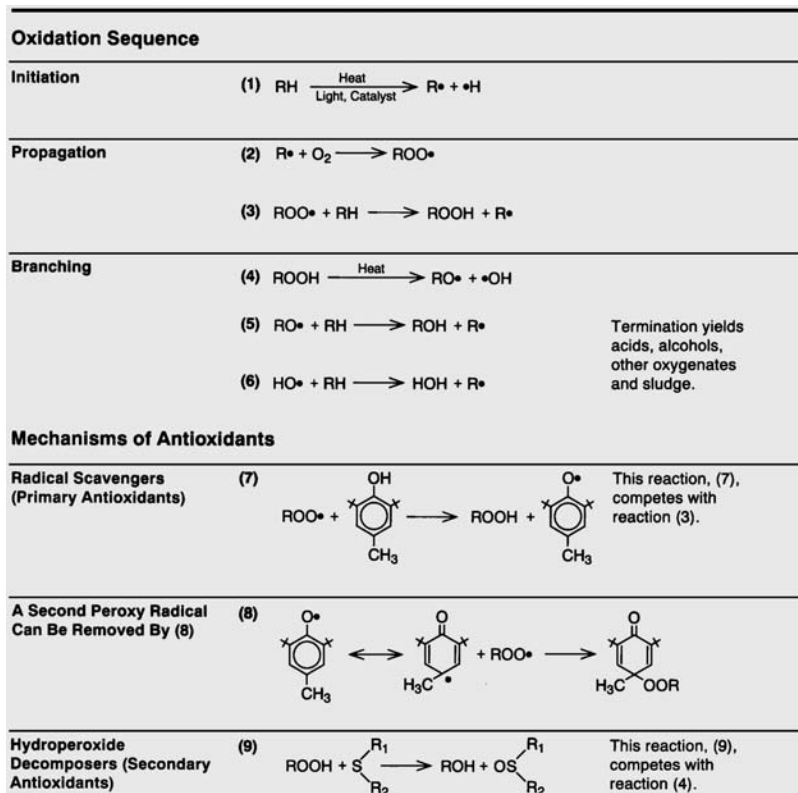 Oxidation Sequence
Initiation
(1) RH Heat Light, Catalyst → R• + •H
Propagation
(2) R• + O₂ → ROO•
(3) ROO• + RH → ROOH + R•
Branching
(4) ROOH Heat → RO• + •OH
(5) RO• + RH → ROH + R•
Termination yields
acids, alcohols,
other oxygenates
and sludge.
(6) HO• + RH → HOH + R•
Mechanisms of Antioxidants
Radical Scavengers
(Primary Antioxidants)
(7)
OH
O•
ROO• + → ROOH +
CH₃
CH₃
This reaction, (7),
competes with
reaction (3).
A Second Peroxy Radical
Can Be Removed By (8)
(8)
O•
O
O
↔ + ROO• →
CH₃
H₃C •
H₃C OOR
Hydroperoxide
Decomposers (Secondary
Antioxidants)
(9)
R₁
R₁
ROOH + S → ROH + OS
R₂
R₂
This reaction, (9),
competes with
reaction (4).